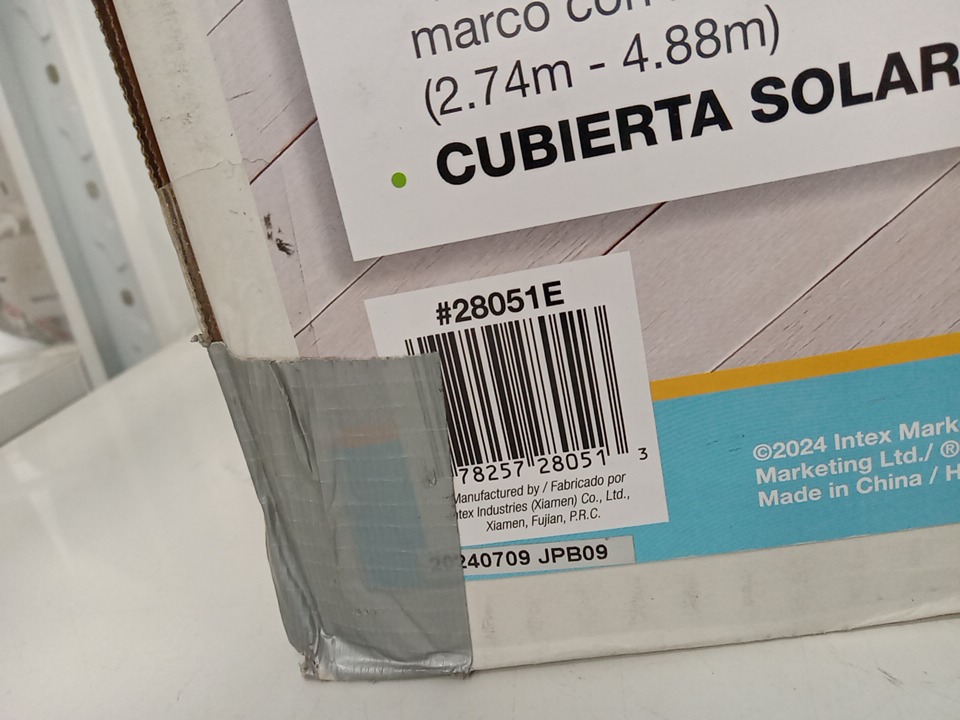 marco con
(2.74m - 4.88m)
• CUBIERTA SOLAR
#28051E
78257 28051 3
Manufactured by / Fabricado por
Intex Industries (Xiamen) Co., Ltd.,
Xiamen, Fujian, P.R.C.
20240709 JPB09
©2024 Intex Mark
Marketing Ltd./ ®
Made in China / H